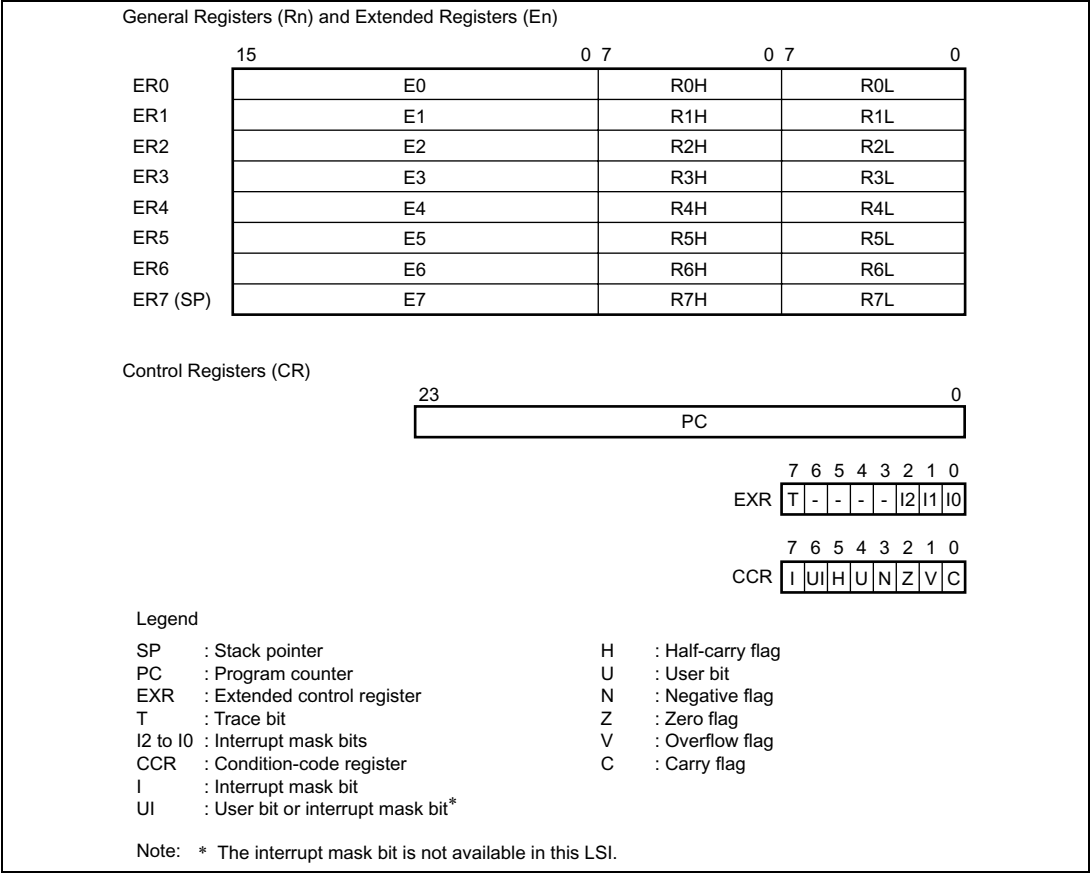 General Registers (Rn) and Extended Registers (En)
15 0 7 0 7 0
ER0 E0 R0H R0L
ER1 E1 R1H R1L
ER2 E2 R2H R2L
ER3 E3 R3H R3L
ER4 E4 R4H R4L
ER5 E5 R5H R5L
ER6 E6 R6H R6L
ER7 (SP) E7 R7H R7L
Control Registers (CR)
23 0
PC
7 6 5 4 3 2 1 0
EXR T - - - - I2 I1 I0
7 6 5 4 3 2 1 0
CCR I UI H U N Z V C
Legend
SP : Stack pointer
PC : Program counter
EXR : Extended control register
T : Trace bit
I2 to I0 : Interrupt mask bits
CCR : Condition-code register
I : Interrupt mask bit
UI : User bit or interrupt mask bit*
H : Half-carry flag
U : User bit
N : Negative flag
Z : Zero flag
V : Overflow flag
C : Carry flag
Note: * The interrupt mask bit is not available in this LSI.